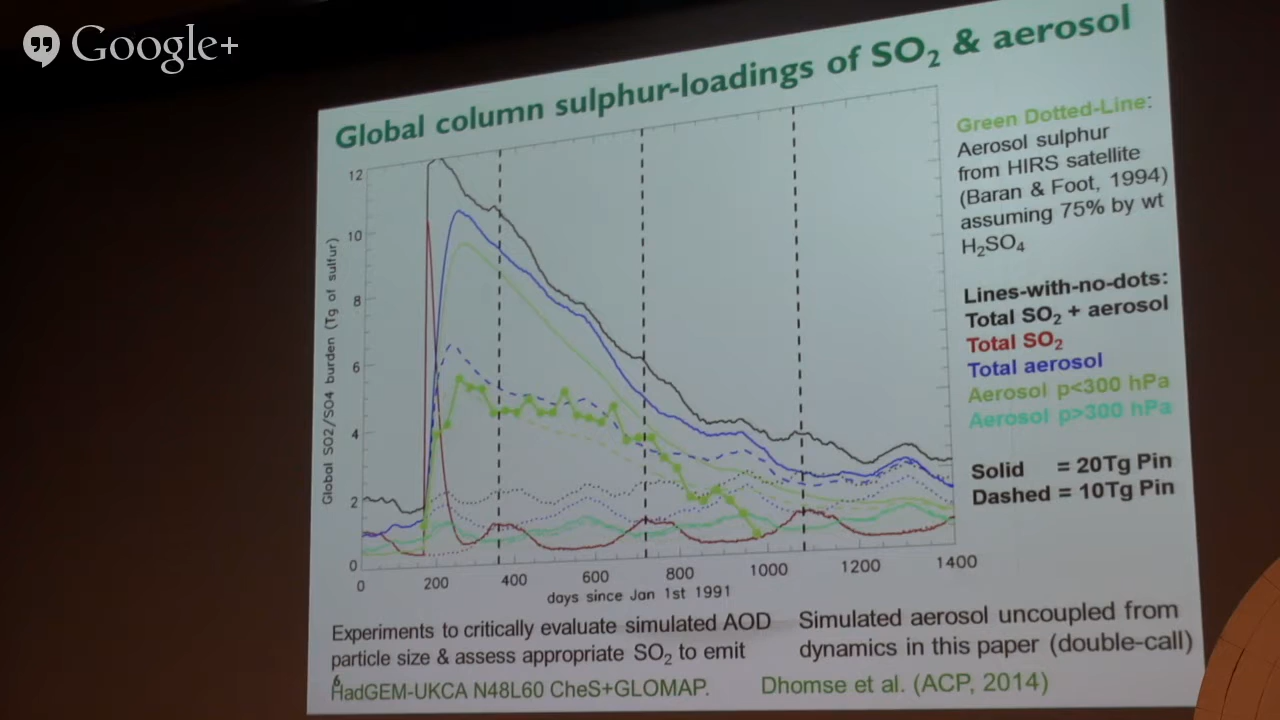 Google+
Global column sulphur-loadings of SO₂ & aerosol
Green Dotted-Line:
Aerosol sulphur
from HIRS satellite
(Baran & Foot, 1994)
assuming 75% by wt
H₂SO₄
Lines-with-no-dots:
Total SO₂ + aerosol
Total SO₂
Total aerosol
Aerosol p<300 hPa
Aerosol p>300 hPa
Solid = 20Tg Pin
Dashed = 10Tg Pin
Global SO2/SO4 burden (Tg of sulfur)
12
10
8
6
4
2
0
0 200 400 600 800 1000 1200 1400
days since Jan 1st 1991
Experiments to critically evaluate simulated AOD
particle size & assess appropriate SO₂ to emit
Simulated aerosol uncoupled from
dynamics in this paper (double-call)
6
HadGEM-UKCA N48L60 CheS+GLOMAP.
Dhomse et al. (ACP, 2014)